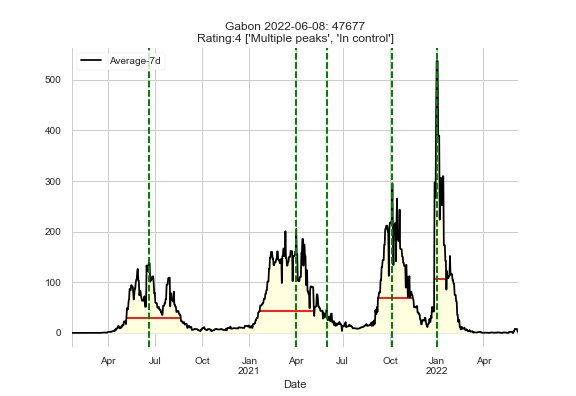 Gabon 2022-06-08: 47677
Rating:4 ['Multiple peaks', 'In control']
Average-7d
500
400
300
200
100
0
Apr Jul Oct Jan Apr Jul Oct Jan Apr
2021 2022
Date